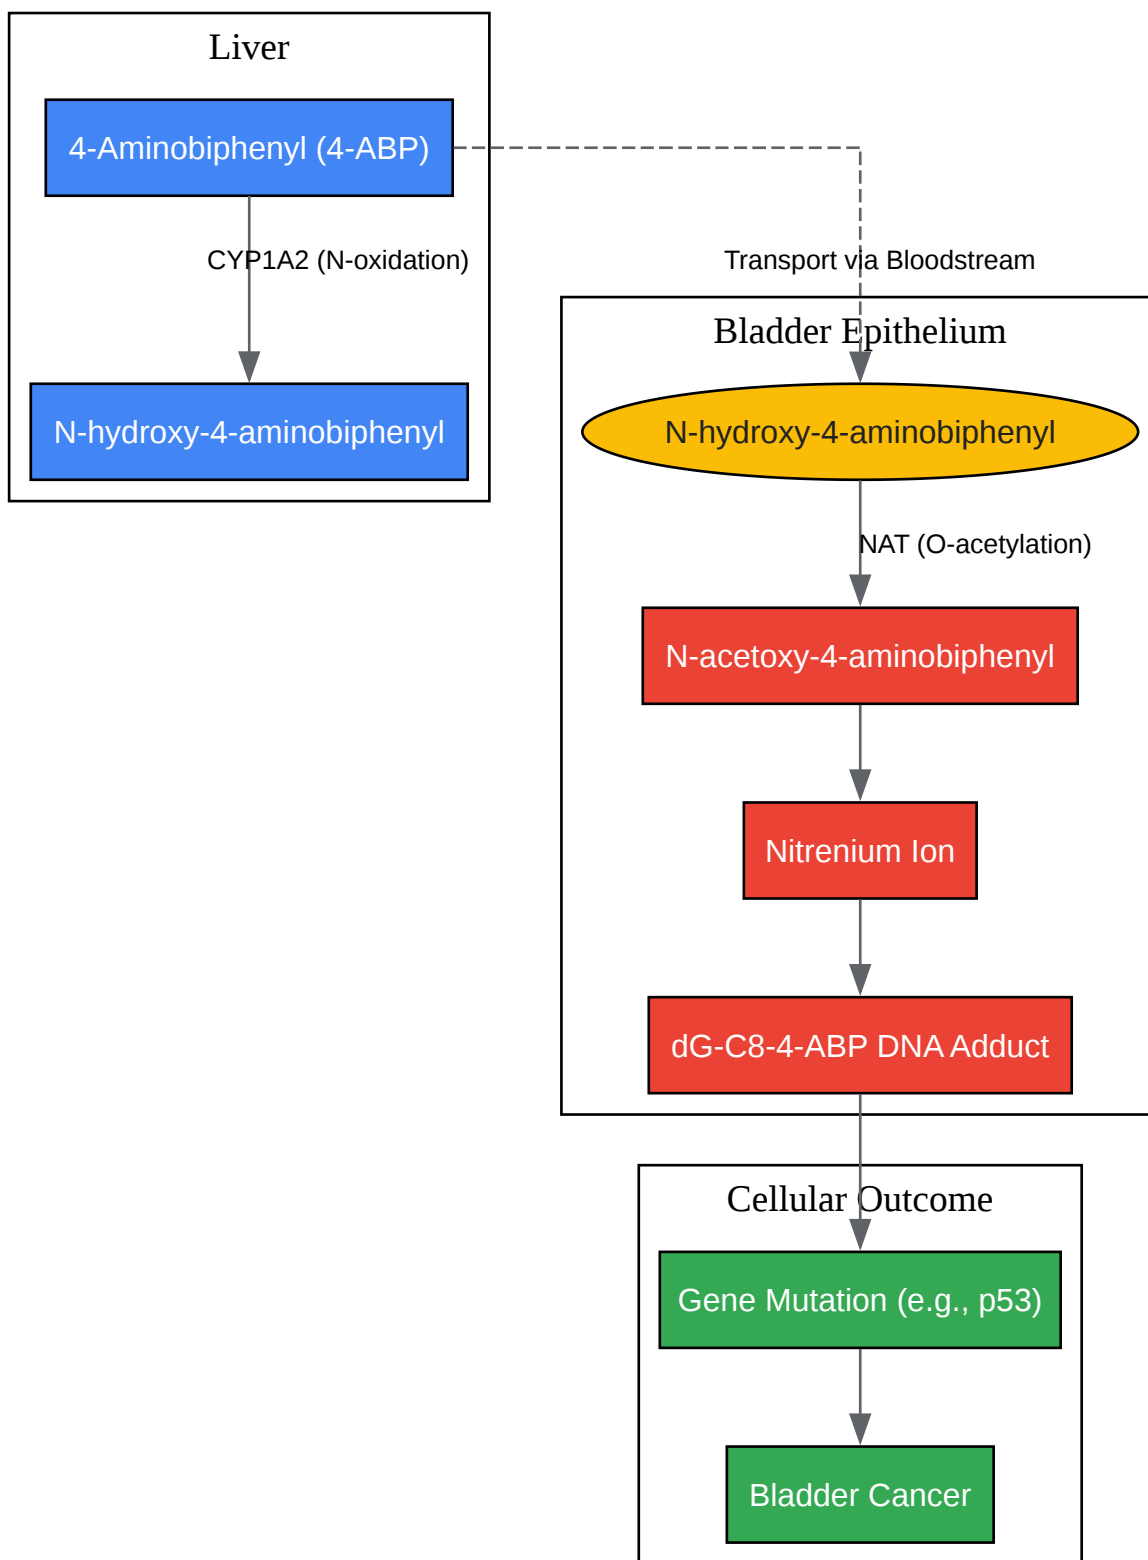 Liver
4-Aminobiphenyl (4-ABP)
CYP1A2 (N-oxidation)
N-hydroxy-4-aminobiphenyl
Transport via Bloodstream
Bladder Epithelium
N-hydroxy-4-aminobiphenyl
NAT (O-acetylation)
N-acetoxy-4-aminobiphenyl
Nitrenium Ion
dG-C8-4-ABP DNA Adduct
Cellular Outcome
Gene Mutation (e.g., p53)
Bladder Cancer